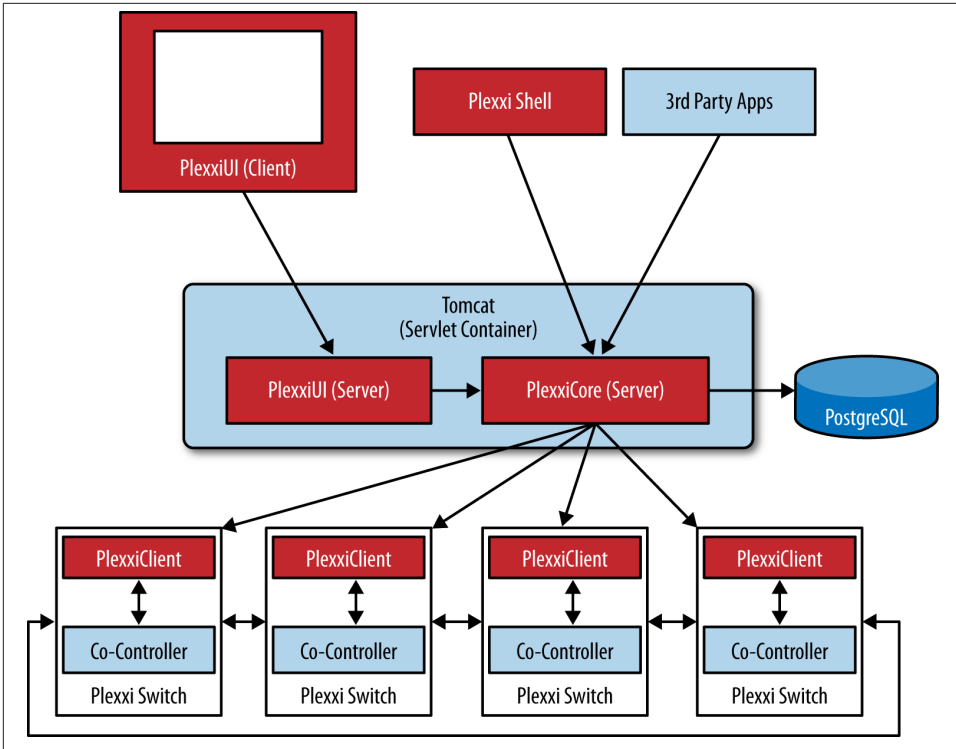 PlexxiUI (Client)
Plexxi Shell
3rd Party Apps
Tomcat
(Servlet Container)
PlexxiUI (Server)
PlexxiCore (Server)
PostgreSQL
PlexxiClient
Co-Controller
Plexxi Switch
PlexxiClient
Co-Controller
Plexxi Switch
PlexxiClient
Co-Controller
Plexxi Switch
PlexxiClient
Co-Controller
Plexxi Switch